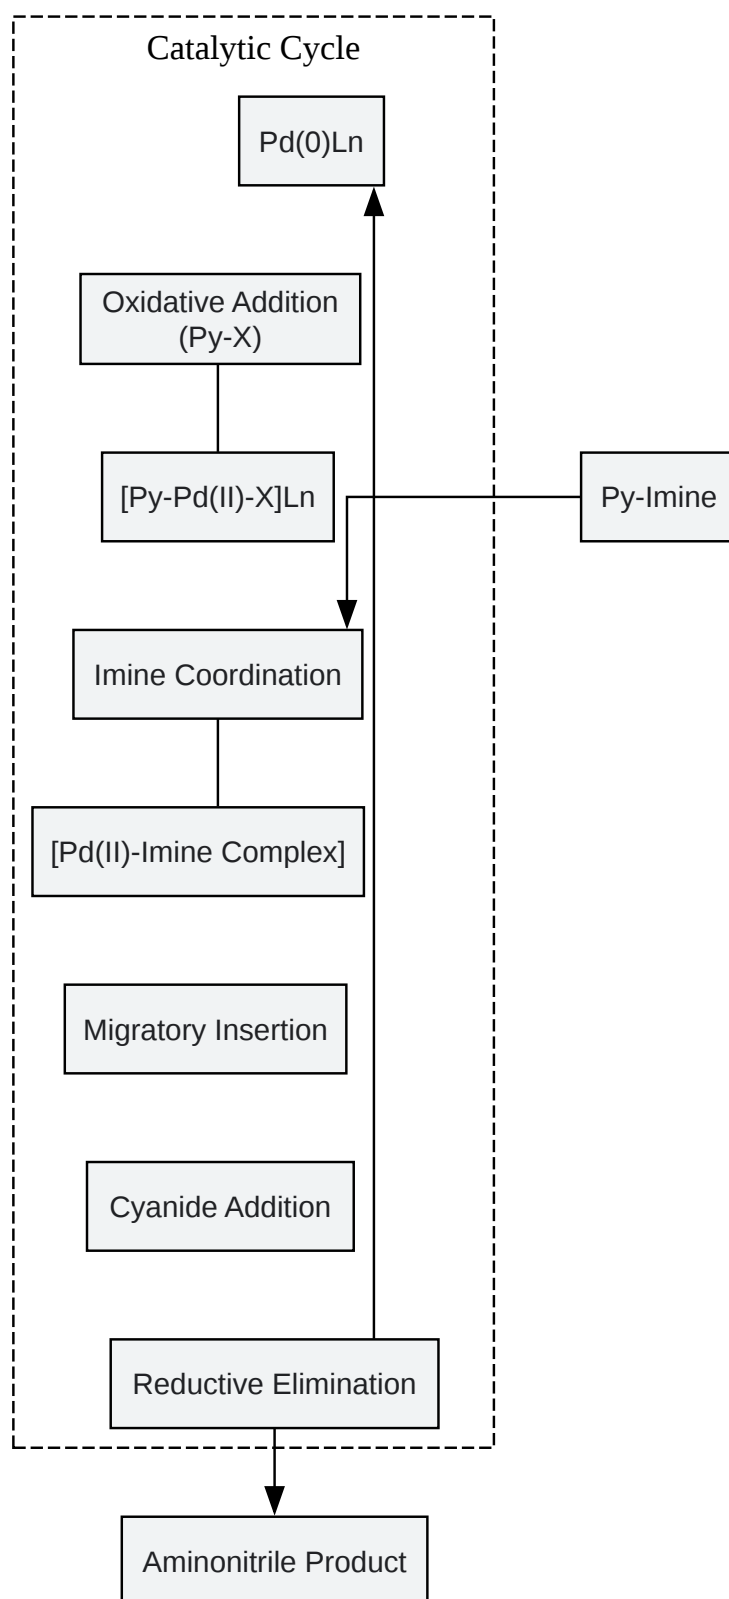 Catalytic Cycle
Pd(0)Ln
Oxidative Addition
(Py-X)
[Py-Pd(II)-X]Ln
Py-Imine
Imine Coordination
[Pd(II)-Imine Complex]
Migratory Insertion
Cyanide Addition
Reductive Elimination
Aminonitrile Product